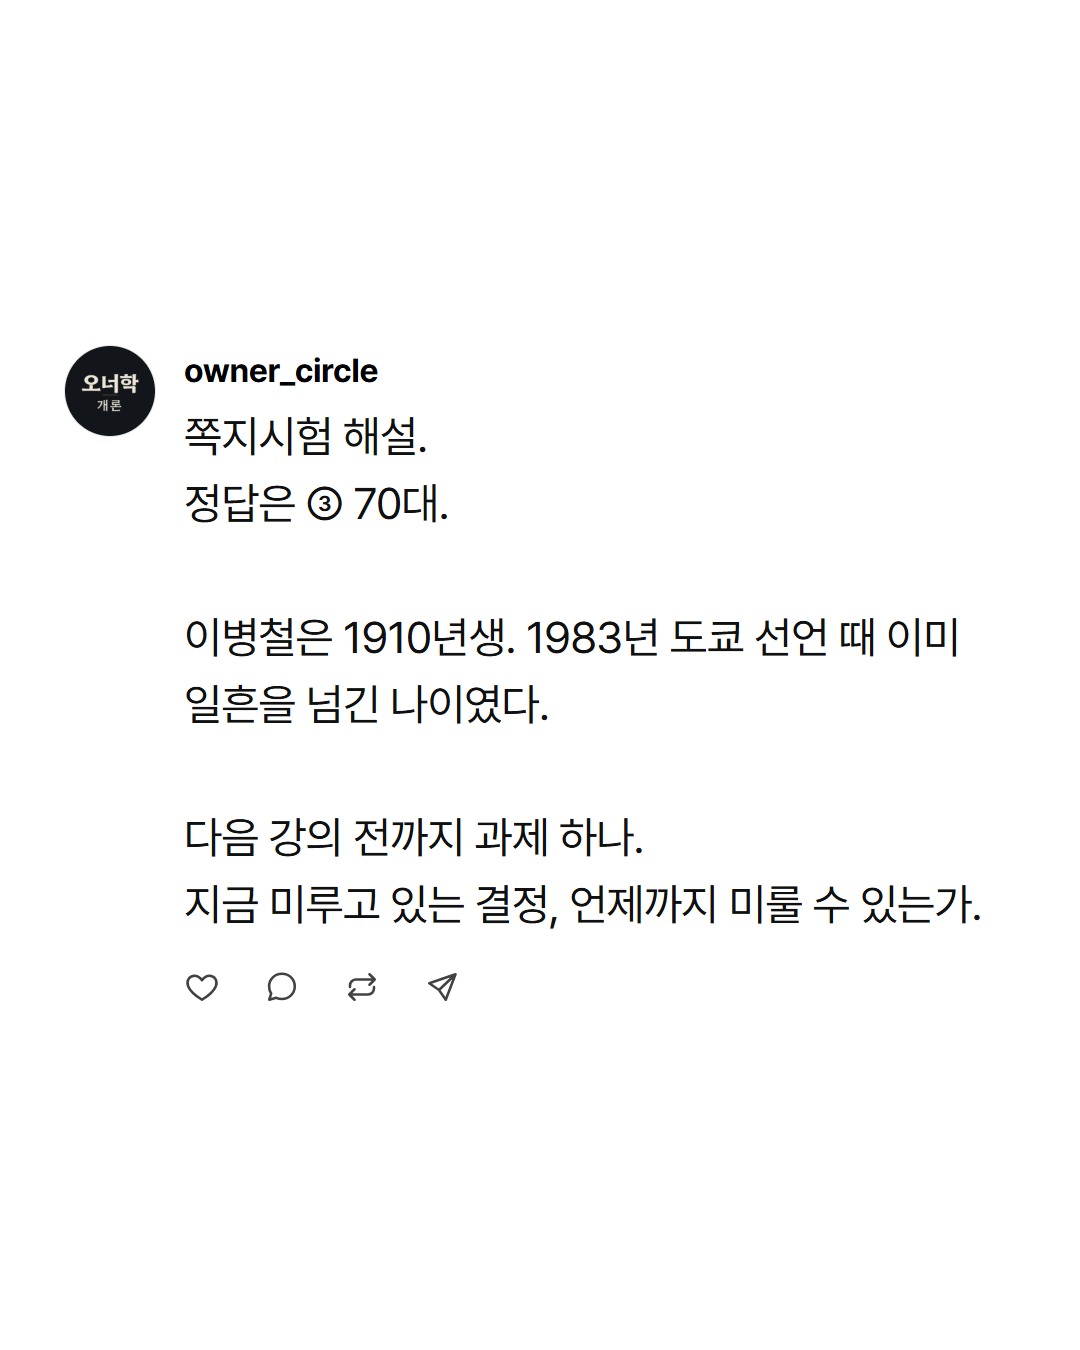 오너학
개론
owner_circle
쪽지시험 해설.
정답은 ③ 70대.
이병철은 1910년생. 1983년 도쿄 선언 때 이미
일흔을 넘긴 나이였다.
다음 강의 전까지 과제 하나.
지금 미루고 있는 결정, 언제까지 미룰 수 있는가.